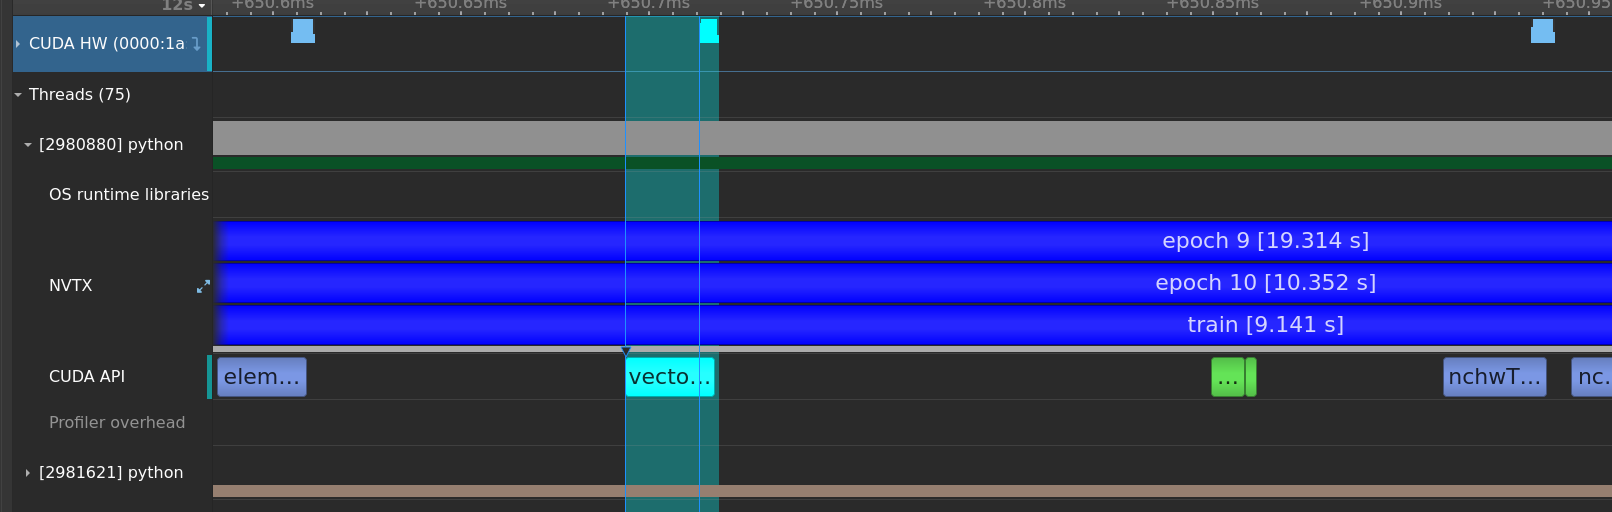 12s +650.6ms +650.65ms +650.7ms +650.75ms +650.8ms +650.85ms +650.9ms +650.95
CUDA HW (0000:1a
Threads (75)
[2980880] python
OS runtime libraries
epoch 9 [19.314 s]
NVTX
epoch 10 [10.352 s]
train [9.141 s]
CUDA API elem... vecto... ... nchwT... nc.
Profiler overhead
[2981621] python